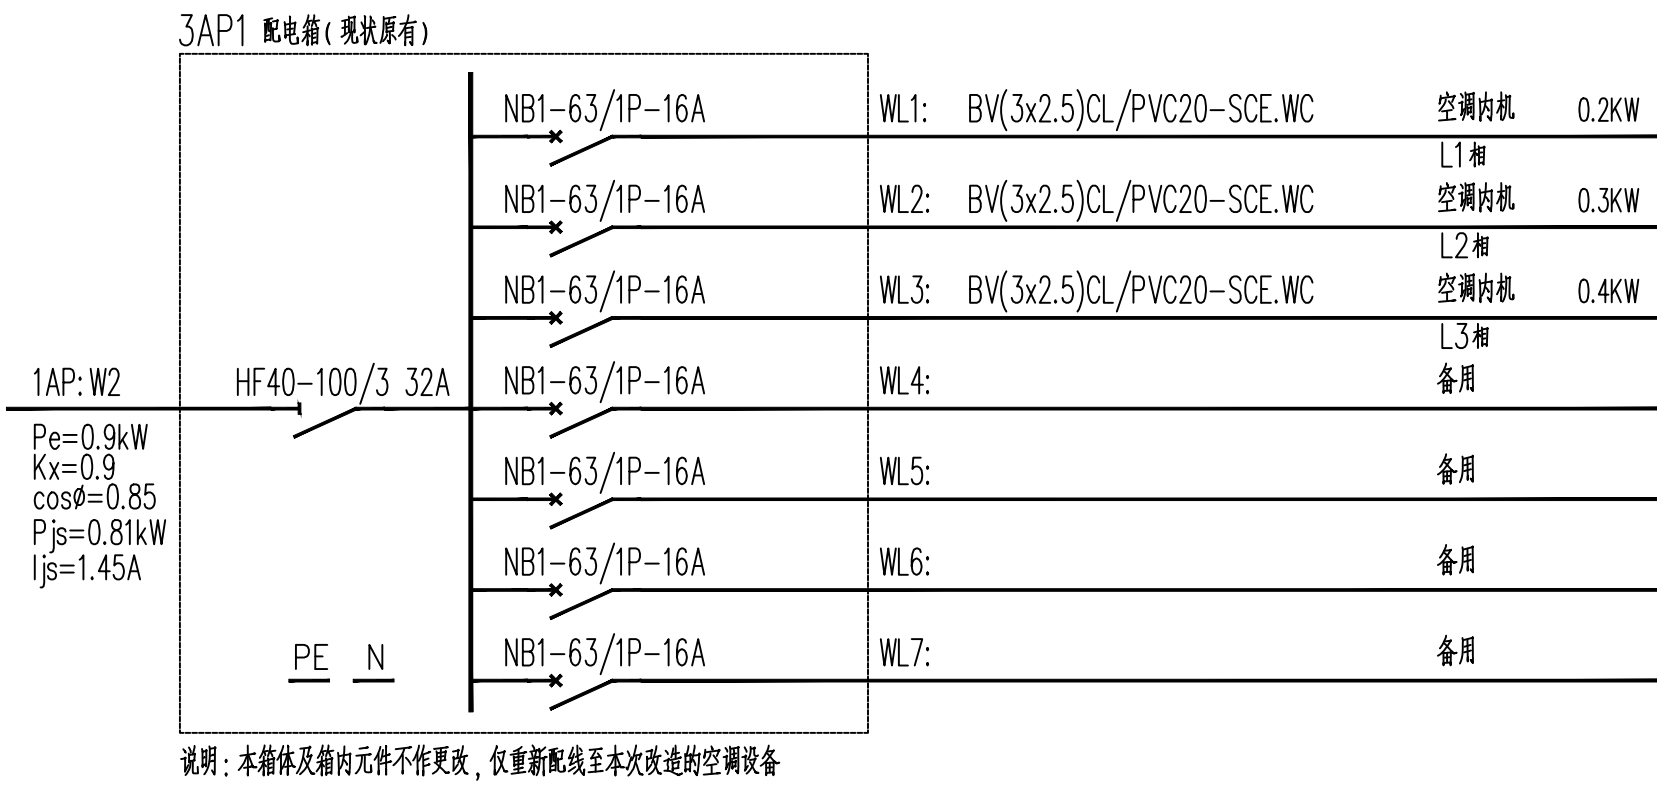 3AP1 配电箱(现状原有)
NB1-63/1P-16A WL1: BV(3x2.5)CL/PVC20-SCE.WC 空调内机 0.2KW
L1相
NB1-63/1P-16A WL2: BV(3x2.5)CL/PVC20-SCE.WC 空调内机 0.3KW
L2相
NB1-63/1P-16A WL3: BV(3x2.5)CL/PVC20-SCE.WC 空调内机 0.4KW
L3相
1AP:W2 HF40-100/3 32A NB1-63/1P-16A WL4: 备用
Pe=0.9kW
Kx=0.9
cosø=0.85
Pjs=0.81kW
Ijs=1.45A
NB1-63/1P-16A WL5: 备用
NB1-63/1P-16A WL6: 备用
PE N NB1-63/1P-16A WL7: 备用
说明:本箱体及箱内元件不作更改,仅重新配线至本次改造的空调设备